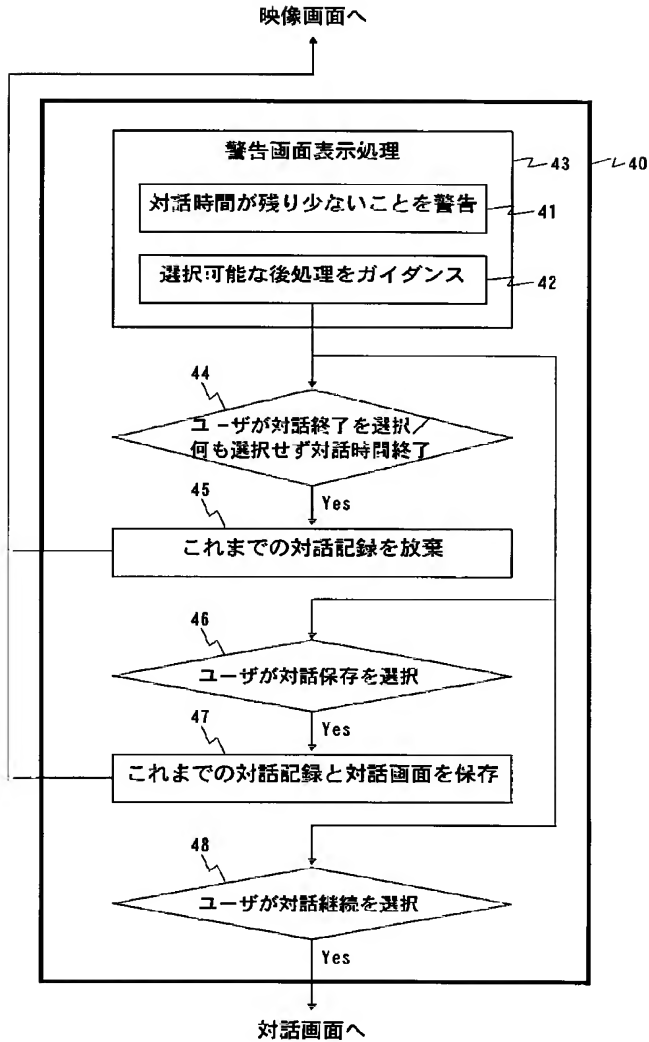 映像画面へ
警告画面表示処理
43
40
対話時間が残り少ないことを警告
41
選択可能な後処理をガイダンス
42
44
ユーザが対話終了を選択／
何も選択せず対話時間終了
Yes
45
これまでの対話記録を放棄
46
ユーザが対話保存を選択
Yes
47
これまでの対話記録と対話画面を保存
48
ユーザが対話継続を選択
Yes
対話画面へ